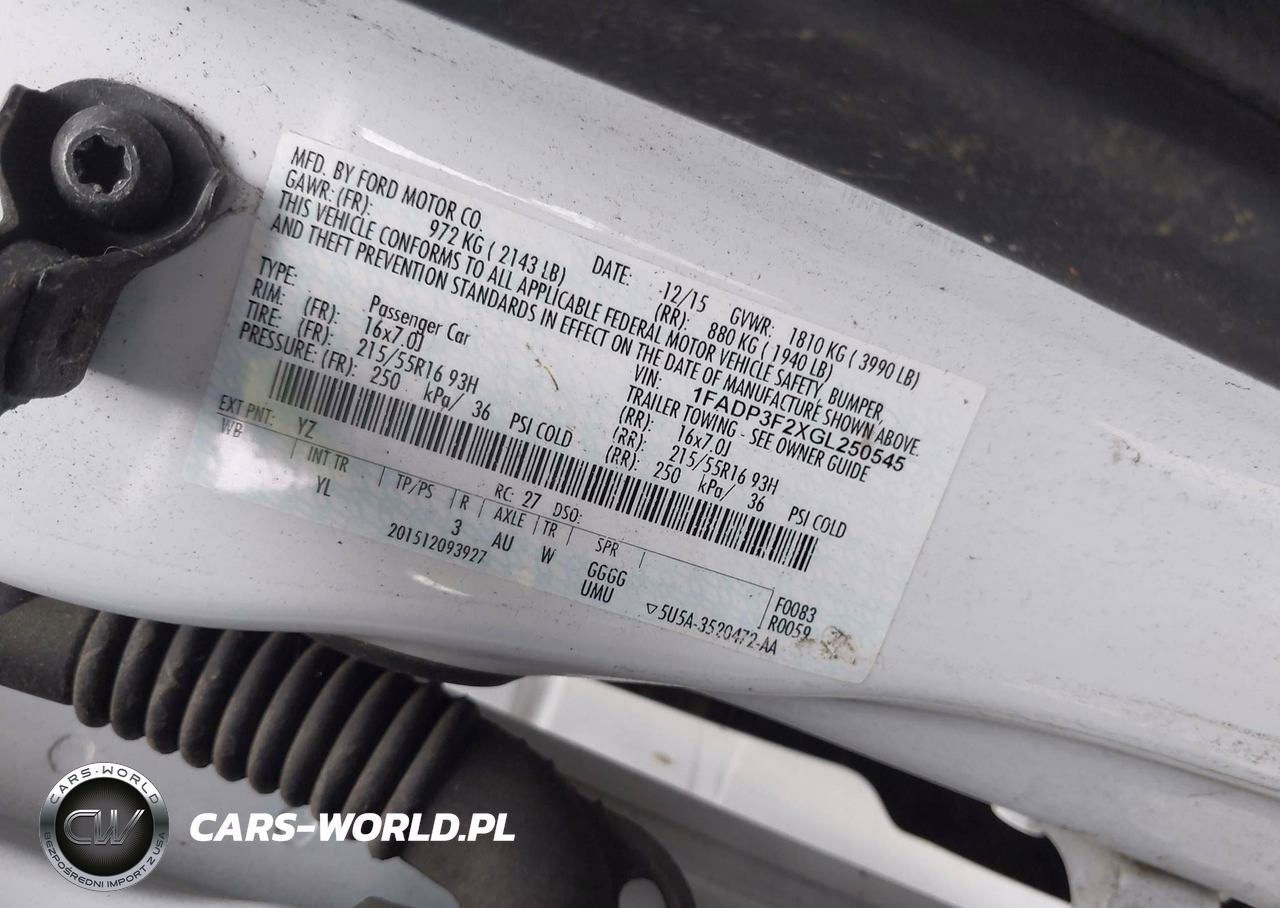 MFD. BY FORD MOTOR CO. DATE: 12/15 GVWR: 1810 KG ( 3990 LB)
GAWR: (FR): 972 KG ( 2143 LB) (RR): 880 KG ( 1940 LB)
THIS VEHICLE CONFORMS TO ALL APPLICABLE FEDERAL MOTOR VEHICLE SAFETY, BUMPER,
AND THEFT PREVENTION STANDARDS IN EFFECT ON THE DATE OF MANUFACTURE SHOWN ABOVE.
VIN: 1FADP3F2XGL250545
TYPE: Passenger Car TRAILER TOWING - SEE OWNER GUIDE
RIM: (FR): 16x7.0J (RR): 16x7.0J
TIRE: (FR): 215/55R16 93H (RR): 215/55R16 93H
PRESSURE: (FR): 250 kPa/ 36 PSI COLD (RR): 250 kPa/ 36 PSI COLD
EXT PNT: YZ RC: 27 DSO:
WB INT TR TP/PS R AXLE TR SPR
YL 3 AU W GGGG F0083
201512093927 UMU R0059
▽5U5A-3520472-AA
CARS-WORLD
CW
BEZPOŚREDNI IMPORT Z USA
CARS-WORLD.PL